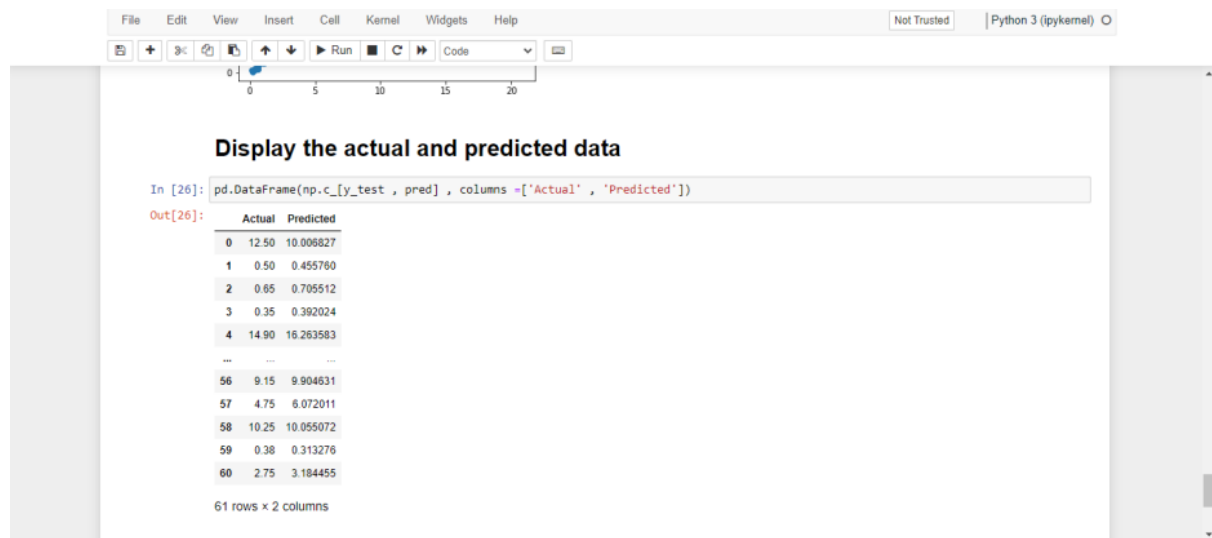 File Edit View Insert Cell Kernel Widgets Help Not Trusted Python 3 (ipykernel)
Run Code
0
0 5 10 15 20
Display the actual and predicted data
In [26]: pd.DataFrame(np.c_[y_test , pred] , columns =['Actual' , 'Predicted'])
Out[26]:
Actual Predicted
0 12.50 10.006827
1 0.50 0.455760
2 0.65 0.705512
3 0.35 0.392024
4 14.90 16.263583
... ... ...
56 9.15 9.904631
57 4.75 6.072011
58 10.25 10.055072
59 0.38 0.313276
60 2.75 3.184455
61 rows × 2 columns